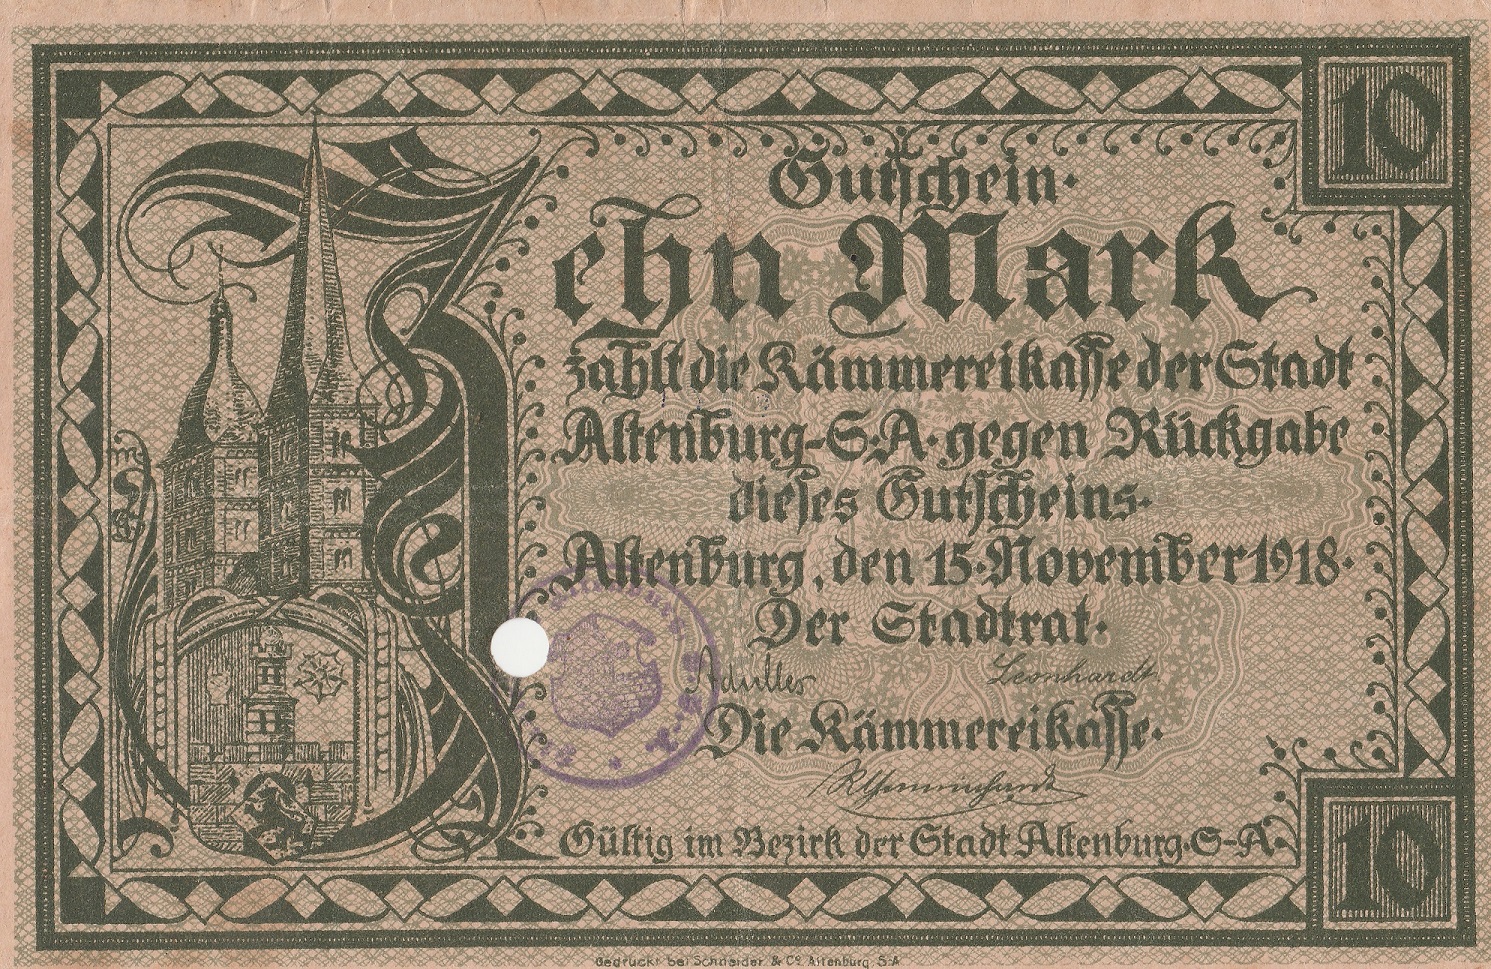 10
Gutschein.
Zehn Mark
zahlt die Kämmereikasse der Stadt
Altenburg-S.A. gegen Rückgabe
dieses Gutscheins.
Altenburg, den 15. November 1918.
Der Stadtrat.
Leonhardt
Die Kämmereikasse.
Gültig im Bezirk der Stadt Altenburg. S-A.
10
Gedruckt bei Schneider & Co. Altenburg, S-A